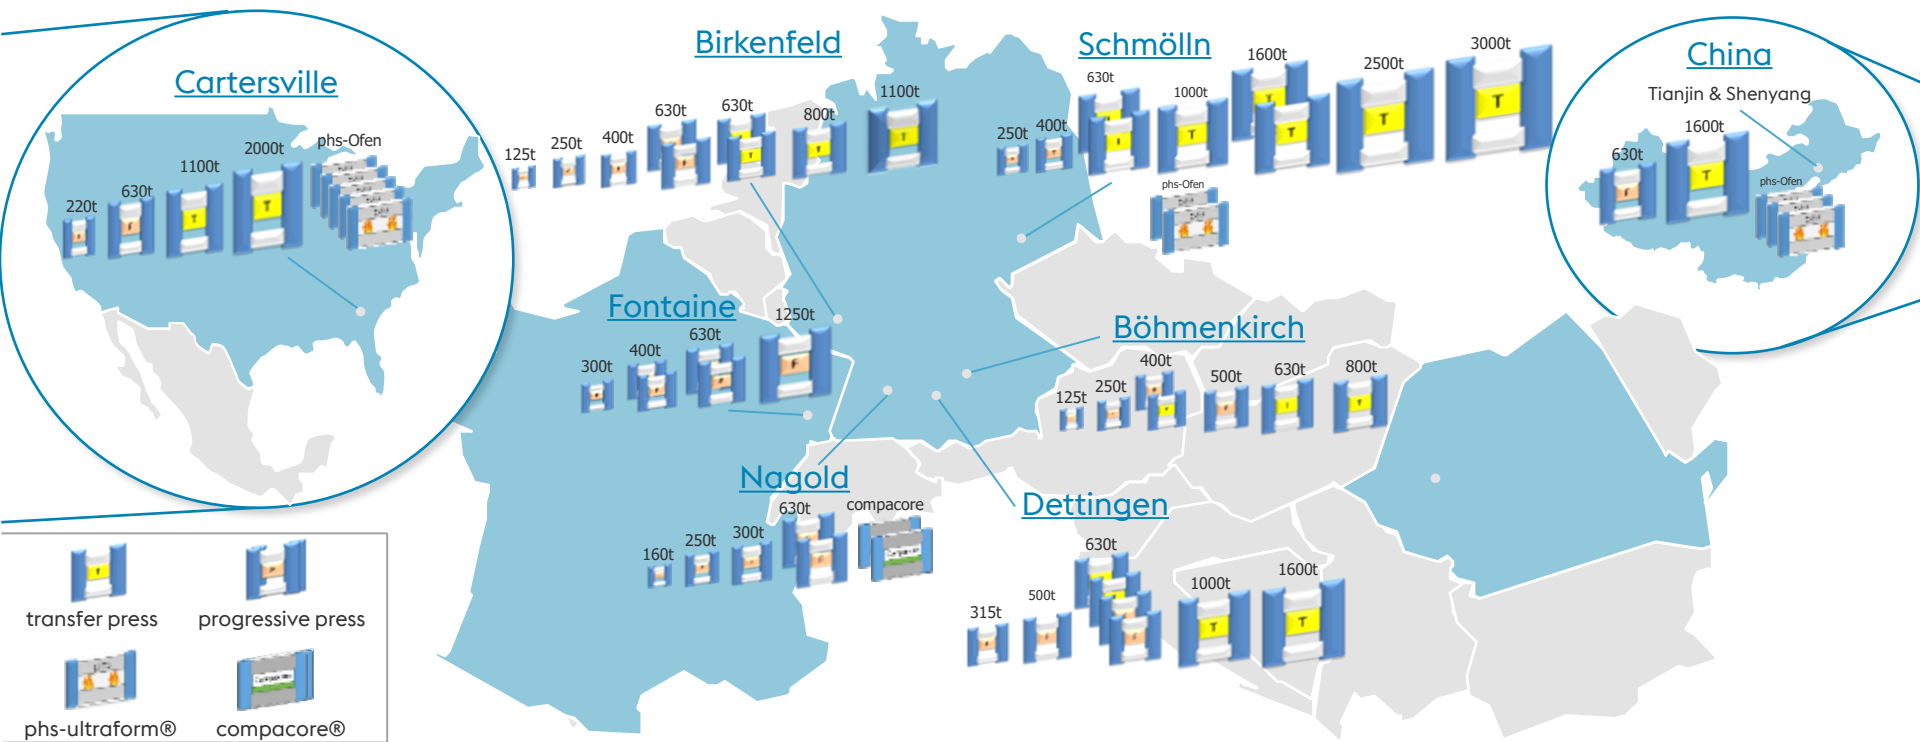 Cartersville
220t
630t
1100t
2000t
phs-Ofen
Birkenfeld
125t
250t
400t
630t
630t
800t
1100t
Schmölln
250t
400t
630t
1000t
1600t
2500t
3000t
phs-Ofen
China
Tianjin & Shenyang
630t
1600t
phs-Ofen
Fontaine
300t
400t
630t
1250t
Böhmenkirch
125t
250t
400t
500t
630t
800t
Nagold
160t
250t
300t
630t
compacore
Dettingen
315t
500t
630t
1000t
1600t
transfer press
progressive press
phs-ultraform®
compacore®